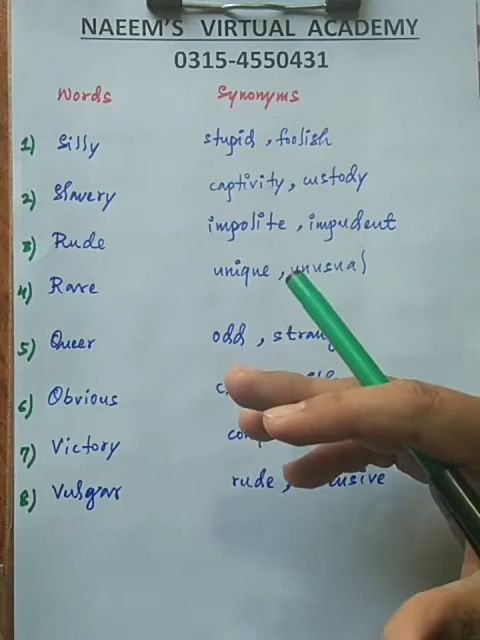 NAEEM'S VIRTUAL ACADEMY
0315-4550431
Words Synonyms
1) Silly stupid, foolish
2) Slavery captivity, custody
3) Rude impolite, impudent
4) Rare unique, unusual
5) Queer odd,
6) Obvious
7) Victory
8) Vulgar rude,